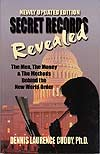 NEWLY UPDATED EDITION
SECRET RECORDS
Revealed
The Men, The Money
& The Methods
Behind the
New World Order
DENNIS LAURENCE CUDDY, Ph.D.